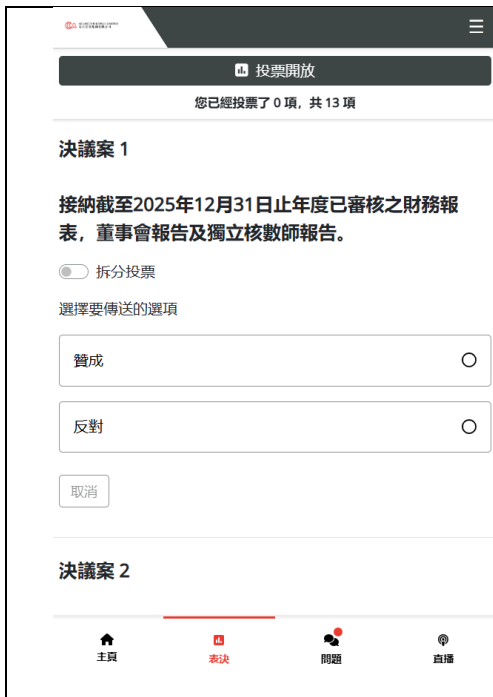 投票開放
您已經投票了 0 項，共 13 項
決議案 1
接納截至2025年12月31日止年度已審核之財務報
表，董事會報告及獨立核數師報告。
拆分投票
選擇要傳送的選項
贊成
反對
取消
決議案 2
主頁
表決
問題
直播